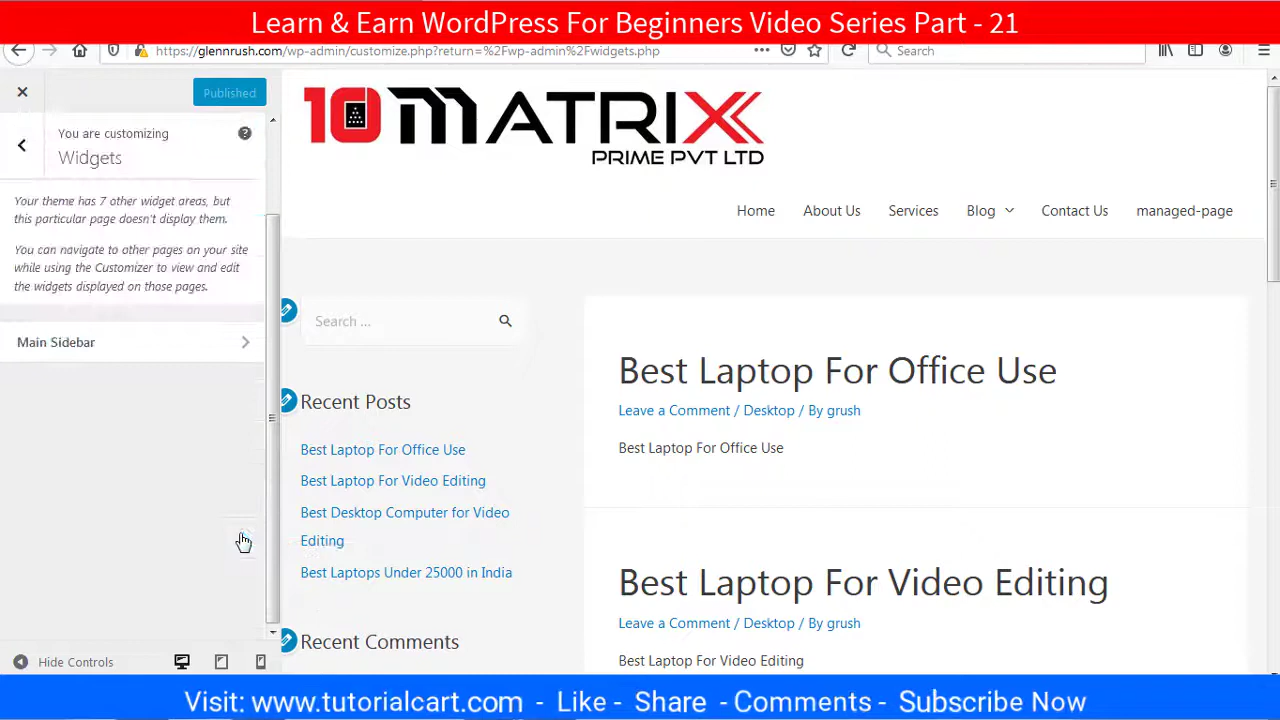 Learn & Earn WordPress For Beginners Video Series Part - 21
https://glennrush.com/wp-admin/customize.php?return=%2Fwp-admin%2Fwidgets.php
Search
Published
You are customizing
Widgets
Your theme has 7 other widget areas, but
this particular page doesn't display them.
You can navigate to other pages on your site
while using the Customizer to view and edit
the widgets displayed on those pages.
Main Sidebar
Hide Controls
10 MATRIX
PRIME PVT LTD
Home About Us Services Blog Contact Us managed-page
Search ...
Recent Posts
Best Laptop For Office Use
Best Laptop For Video Editing
Best Desktop Computer for Video
Editing
Best Laptops Under 25000 in India
Recent Comments
Best Laptop For Office Use
Leave a Comment / Desktop / By grush
Best Laptop For Office Use
Best Laptop For Video Editing
Leave a Comment / Desktop / By grush
Best Laptop For Video Editing
Visit: www.tutorialcart.com - Like - Share - Comments - Subscribe Now